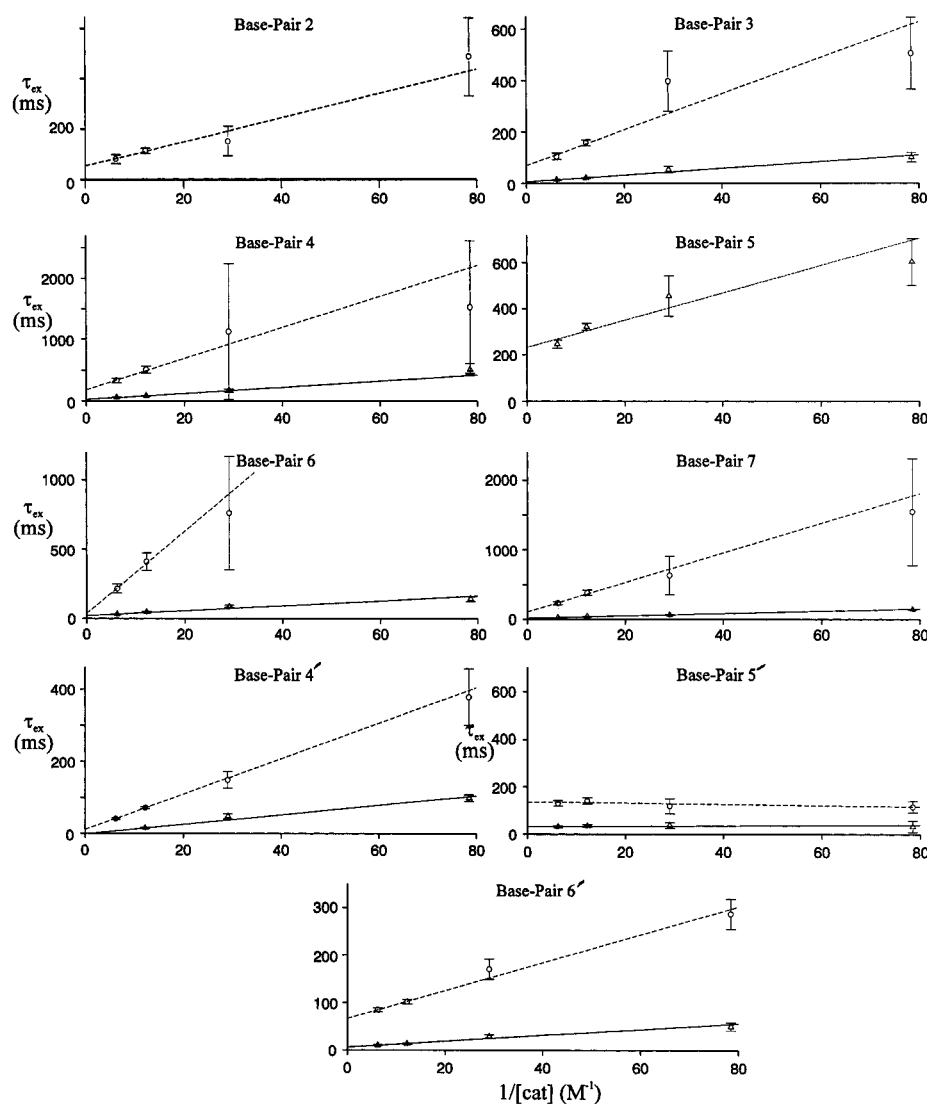 Base-Pair 2
τex
(ms)
200
0
0 20 40 60 80
Base-Pair 3
600
400
200
0
0 20 40 60 80
Base-Pair 4
τex
(ms)
2000
1000
0
0 20 40 60 80
Base-Pair 5
600
400
200
0
0 20 40 60 80
Base-Pair 6
τex
(ms)
1000
500
0
0 20 40 60 80
Base-Pair 7
2000
1000
0
0 20 40 60 80
Base-Pair 4′
τex
(ms)
400
200
0
0 20 40 60 80
Base-Pair 5′
τex
(ms)
600
400
200
0
0 20 40 60 80
Base-Pair 6′
300
200
100
0
0 20 40 60 80
1/[cat] (M⁻¹)